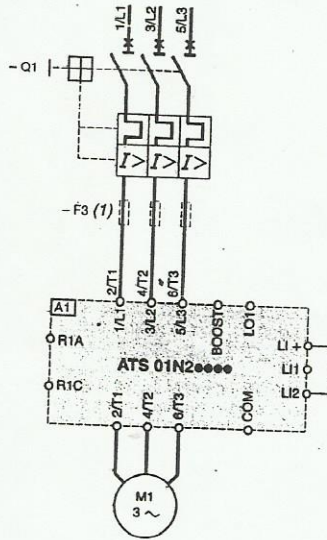 1/L1 3/L2 5/L3
– Q1
I> I> I>
– F3 (1)
2/T1 4/T2 6/T3
A1 1/L1 3/L2 5/L3 BOOST LO1
R1A LI +
ATS 01N2●●●● LI1
R1C LI2
2/T1 4/T2 6/T3 COM
M1
3 ~